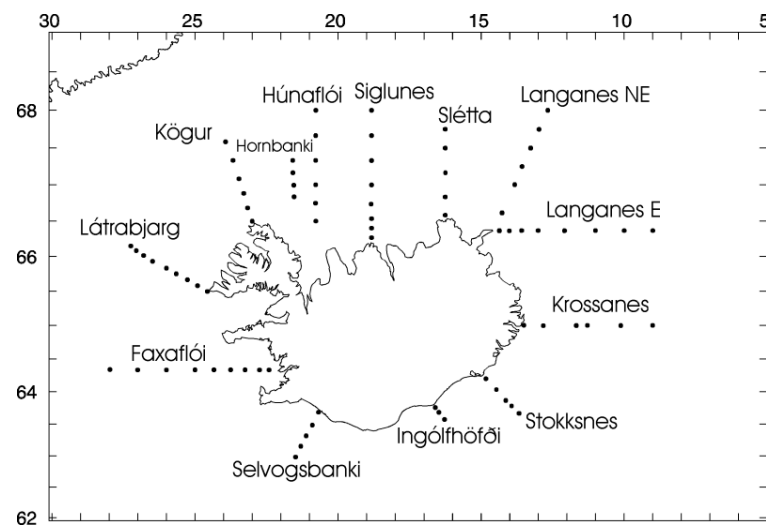 30 25 20 15 10 5
68
66
64
62
Húnaflói
Siglunes
Langanes NE
Slétta
Kögur
Hornbanki
Langanes E
Látrabjarg
Krossanes
Faxaflói
Stokksnes
Ingólfhöfði
Selvogsbanki